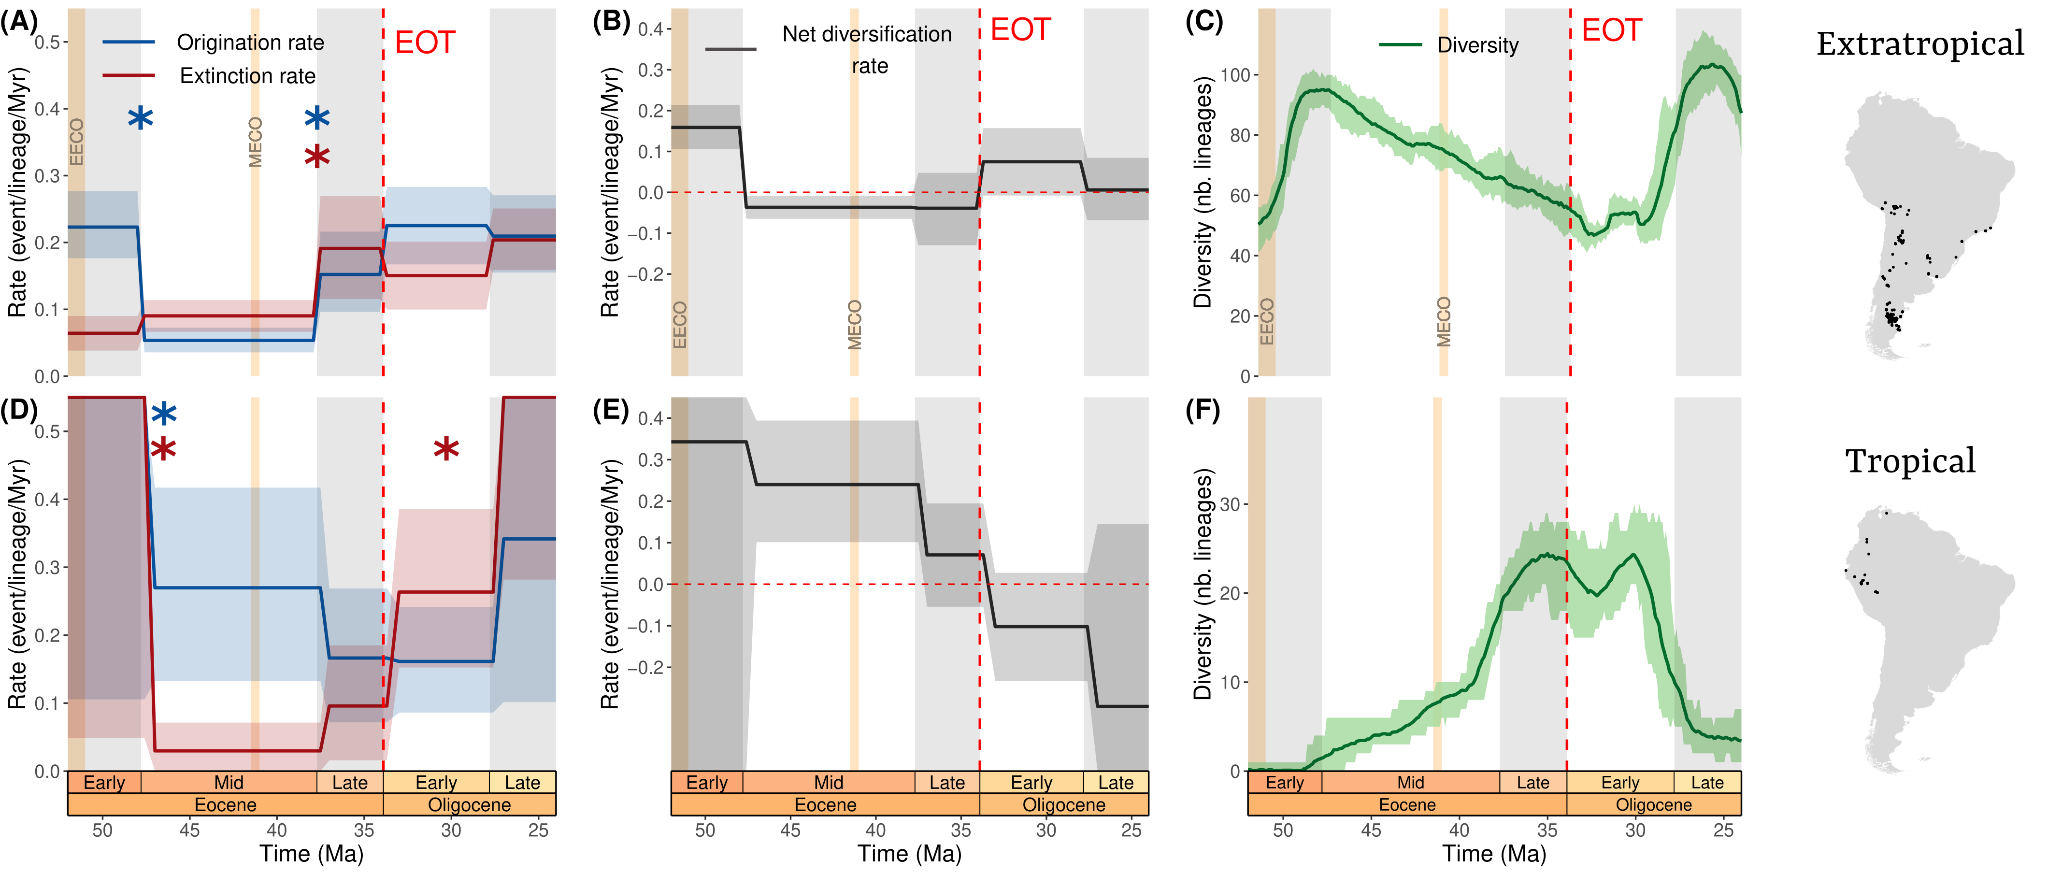 (A)
Origination rate
Extinction rate
EOT
EECO
MECO
Rate (event/lineage/Myr)
0.5
0.4
0.3
0.2
0.1
0.0
(B)
Net diversification
rate
EOT
EECO
MECO
Rate (event/lineage/Myr)
0.4
0.3
0.2
0.1
0.0
−0.1
−0.2
(C)
Diversity
EOT
EECO
MECO
Diversity (nb. lineages)
100
80
60
40
20
0
Extratropical
(D)
Rate (event/lineage/Myr)
0.5
0.4
0.3
0.2
0.1
0.0
Early Mid Late Early Late
Eocene Oligocene
50 45 40 35 30 25
Time (Ma)
(E)
Rate (event/lineage/Myr)
0.4
0.3
0.2
0.1
0.0
−0.1
−0.2
Early Mid Late Early Late
Eocene Oligocene
50 45 40 35 30 25
Time (Ma)
(F)
Diversity (nb. lineages)
30
20
10
0
Early Mid Late Early Late
Eocene Oligocene
50 45 40 35 30 25
Time (Ma)
Tropical